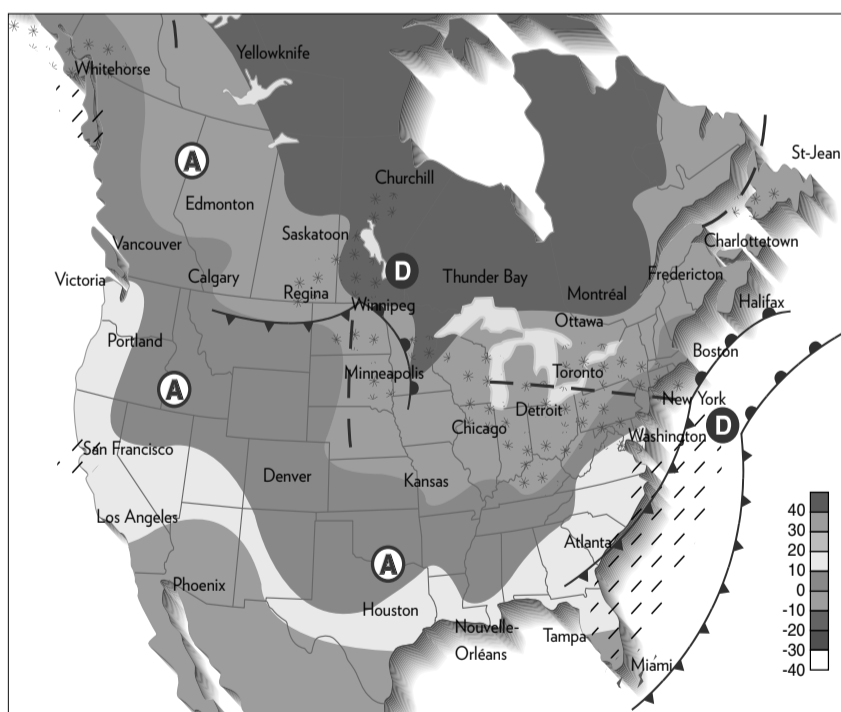 Yellowknife
Whitehorse
St-Jean
A
Churchill
Edmonton
Saskatoon
Vancouver
Charlottetown
D
Calgary
Thunder Bay
Fredericton
Victoria
Regina
Montréal
Winnipeg
Halifax
Ottawa
Portland
Boston
Minneapolis
Toronto
A
New York
Detroit
Chicago
D
Washington
San Francisco
Denver
Kansas
Los Angeles
40
30
Atlanta
20
A
10
Phoenix
0
Houston
-10
Nouvelle-
Orléans
Tampa
-20
-30
Miami
-40